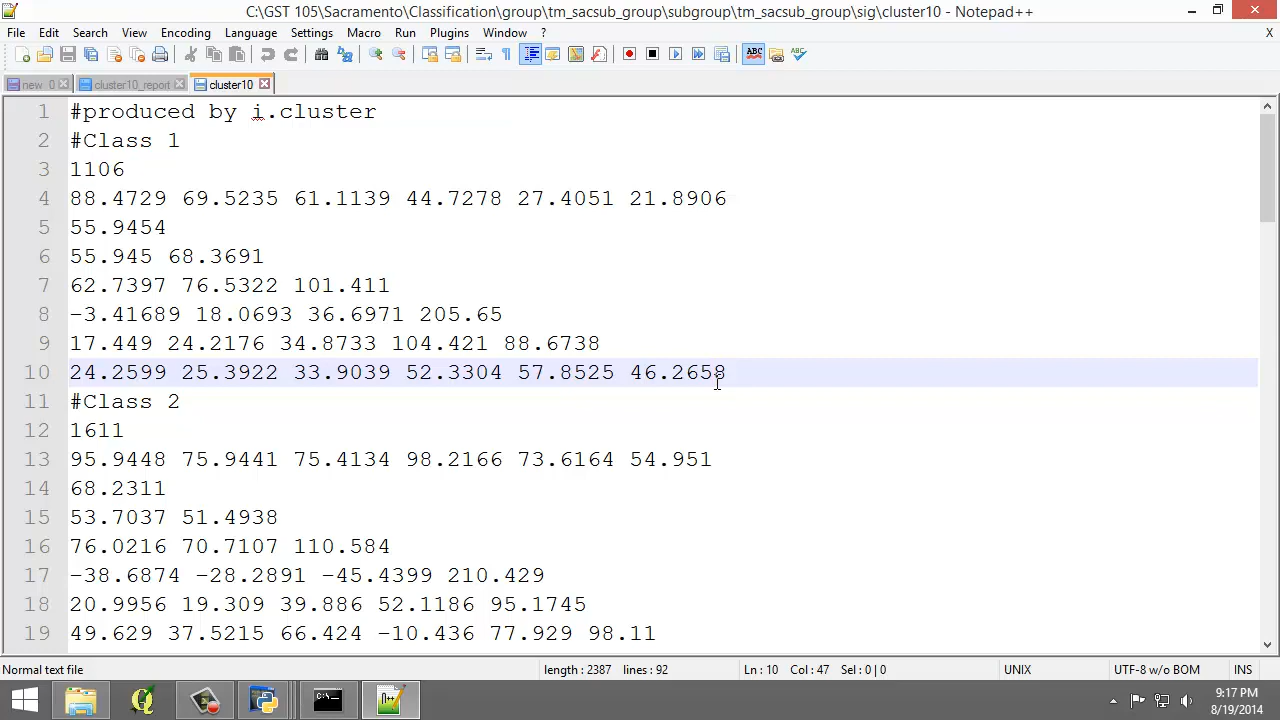 C:\GST 105\Sacramento\Classification\group\tm_sacsub_group\subgroup\tm_sacsub_group\sig\cluster10 - Notepad++
File Edit Search View Encoding Language Settings Macro Run Plugins Window ? X
new 0 cluster10_report cluster10
1 #produced by i.cluster
2 #Class 1
3 1106
4 88.4729 69.5235 61.1139 44.7278 27.4051 21.8906
5 55.9454
6 55.945 68.3691
7 62.7397 76.5322 101.411
8 -3.41689 18.0693 36.6971 205.65
9 17.449 24.2176 34.8733 104.421 88.6738
10 24.2599 25.3922 33.9039 52.3304 57.8525 46.2658
11 #Class 2
12 1611
13 95.9448 75.9441 75.4134 98.2166 73.6164 54.951
14 68.2311
15 53.7037 51.4938
16 76.0216 70.7107 110.584
17 -38.6874 -28.2891 -45.4399 210.429
18 20.9956 19.309 39.886 52.1186 95.1745
19 49.629 37.5215 66.424 -10.436 77.929 98.11
Normal text file length : 2387 lines : 92 Ln : 10 Col : 47 Sel : 0 | 0 UNIX UTF-8 w/o BOM INS
9:17 PM
8/19/2014